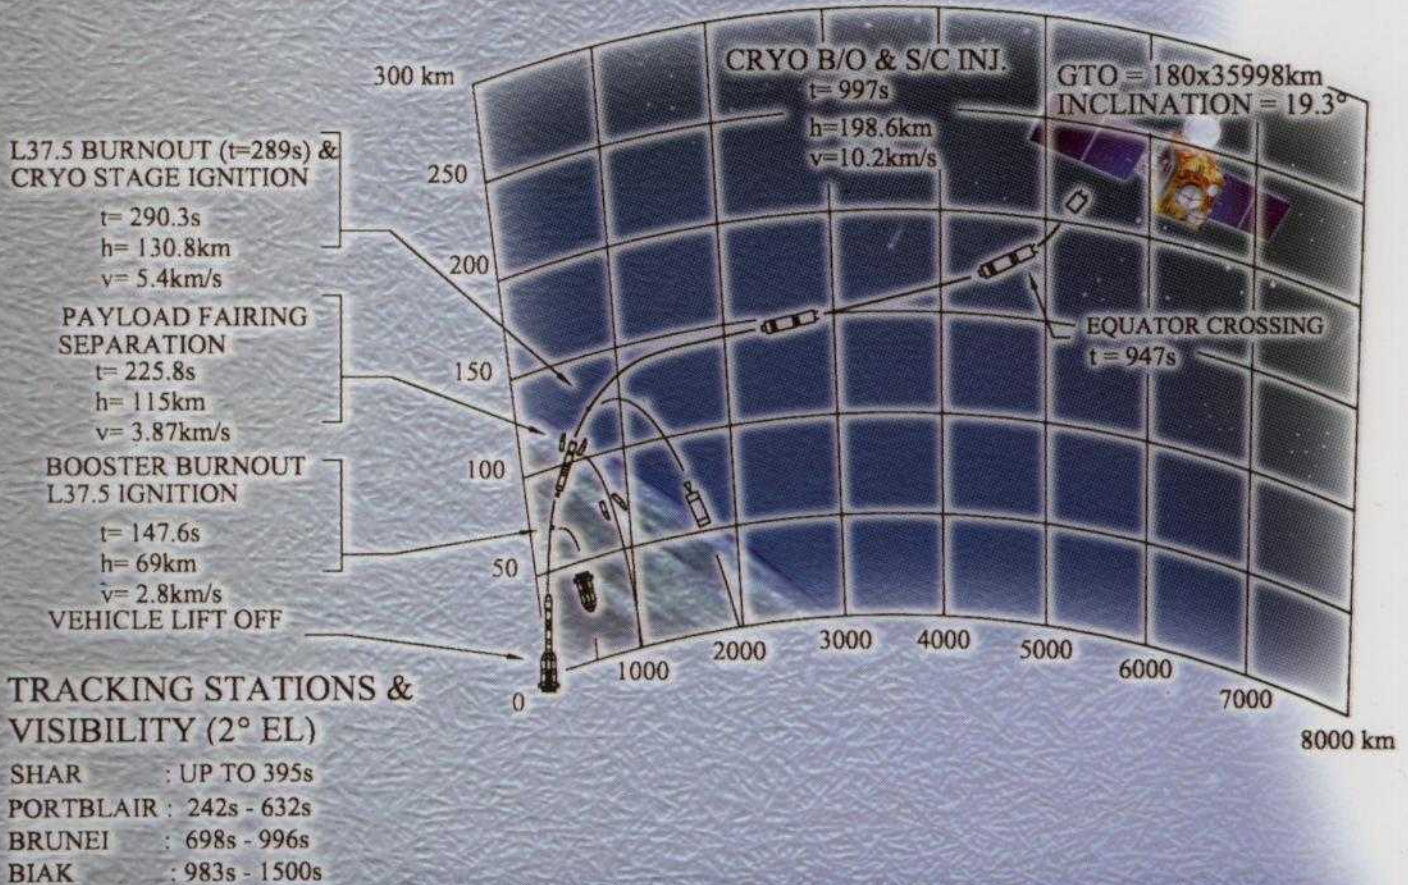 300 km
CRYO B/O & S/C INJ.
t= 997s
h=198.6km
v=10.2km/s
GTO = 180x35998km
INCLINATION = 19.3°
L37.5 BURNOUT (t=289s) &
CRYO STAGE IGNITION
t= 290.3s
h= 130.8km
v= 5.4km/s
PAYLOAD FAIRING
SEPARATION
t= 225.8s
h= 115km
v= 3.87km/s
BOOSTER BURNOUT
L37.5 IGNITION
t= 147.6s
h= 69km
v= 2.8km/s
VEHICLE LIFT OFF
250
200
150
100
50
0
EQUATOR CROSSING
t = 947s
1000
2000
3000
4000
5000
6000
7000
8000 km
TRACKING STATIONS &
VISIBILITY (2° EL)
SHAR : UP TO 395s
PORTBLAIR : 242s - 632s
BRUNEI : 698s - 996s
BIAK : 983s - 1500s